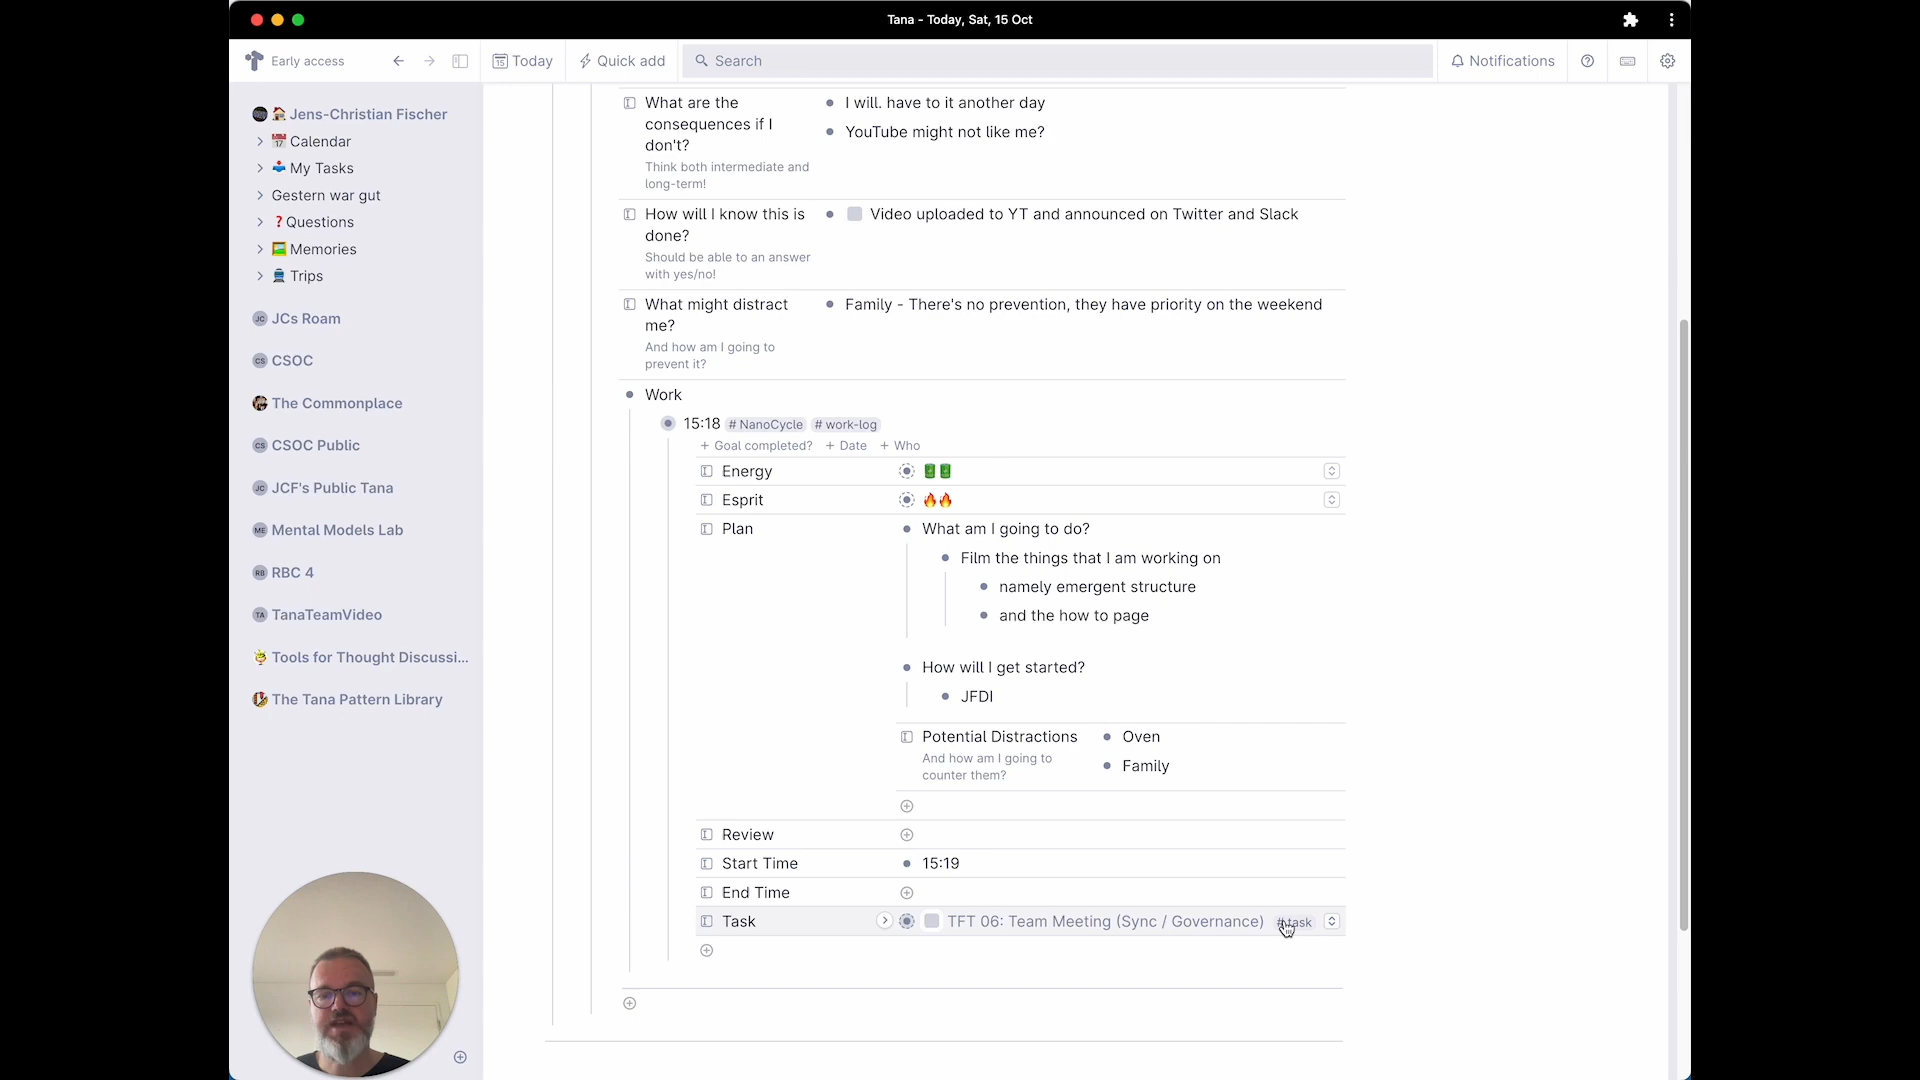 Tana - Today, Sat, 15 Oct
Early access
15 Today
Quick add
Search
Notifications
Jens-Christian Fischer
Calendar
My Tasks
Gestern war gut
Questions
Memories
Trips
JC JCs Roam
CS CSOC
The Commonplace
CS CSOC Public
JC JCF's Public Tana
ME Mental Models Lab
RB RBC 4
TA TanaTeamVideo
Tools for Thought Discussi...
The Tana Pattern Library
What are the
consequences if I
don't?
Think both intermediate and
long-term!
I will. have to it another day
YouTube might not like me?
How will I know this is
done?
Should be able to an answer
with yes/no!
Video uploaded to YT and announced on Twitter and Slack
What might distract
me?
And how am I going to
prevent it?
Family - There's no prevention, they have priority on the weekend
Work
15:18 # NanoCycle # work-log
+ Goal completed? + Date + Who
Energy
Esprit
Plan
What am I going to do?
Film the things that I am working on
namely emergent structure
and the how to page
How will I get started?
JFDI
Potential Distractions
And how am I going to
counter them?
Oven
Family
Review
Start Time
15:19
End Time
Task
TFT 06: Team Meeting (Sync / Governance) # task